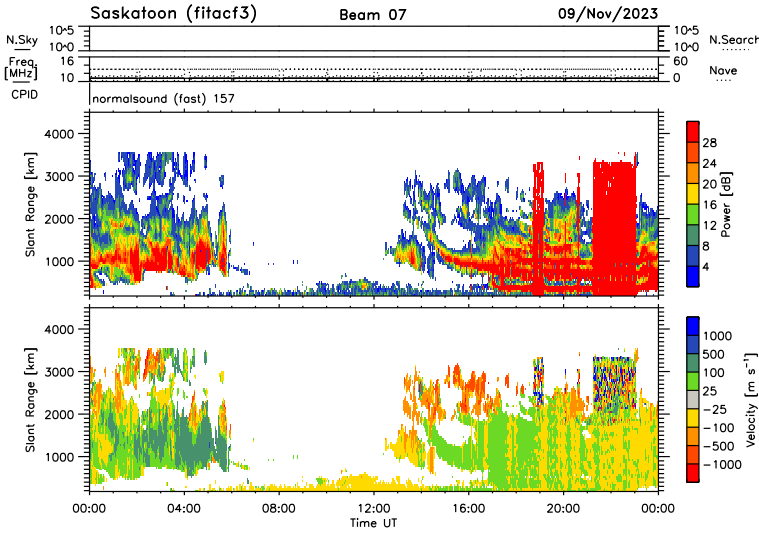 Saskatoon (fitacf3) Beam 07 09/Nov/2023
N.Sky 10^5 10^5 N.Search
10^0 10^0
Freq. 16 60
[MHz] 10 0 Nave
CPID normalsound (fast) 157
Slant Range [km]
4000
3000
2000
1000
28
24
20
16
12
8
4
Power [dB]
Slant Range [km]
4000
3000
2000
1000
1000
500
100
25
−25
−100
−500
−1000
Velocity [m s⁻¹]
00:00 04:00 08:00 12:00 16:00 20:00 00:00
Time UT